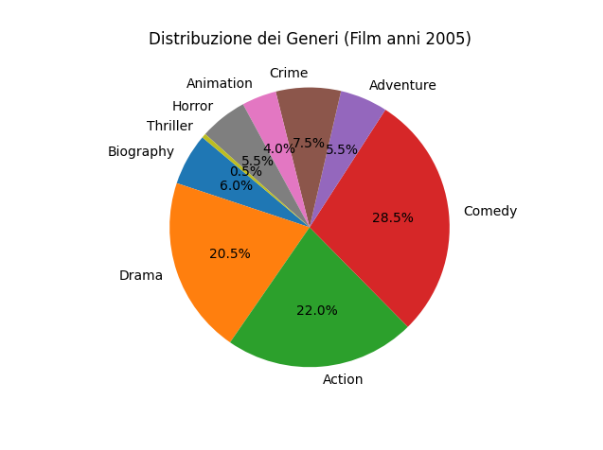 Distribuzione dei Generi (Film anni 2005)
Crime
Animation
Adventure
Horror
Thriller
Biography
Drama
Action
Comedy
7.5%
4.0%
5.5%
5.5%
0.5%
6.0%
28.5%
20.5%
22.0%